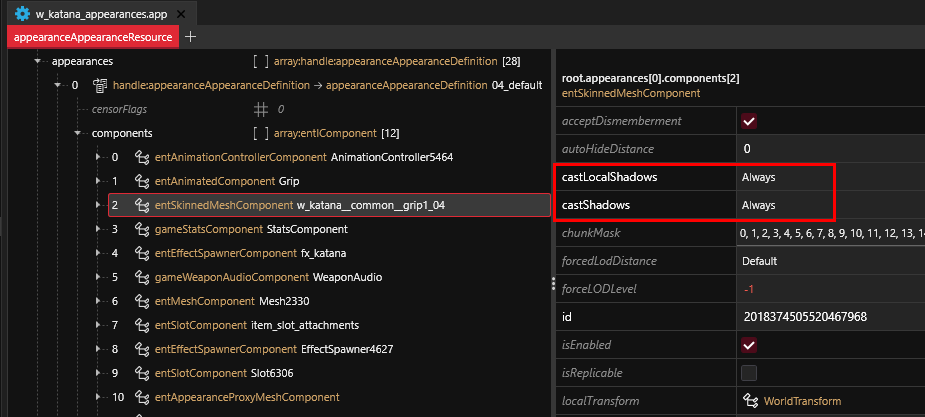 w_katana_appearances.app
appearanceAppearanceResource
appearances [ ] array:handle:appearanceAppearanceDefinition [28]
0 handle:appearanceAppearanceDefinition → appearanceAppearanceDefinition 04_default
censorFlags 0
components [ ] array:entIComponent [12]
0 entAnimationControllerComponent AnimationController5464
1 entAnimatedComponent Grip
2 entSkinnedMeshComponent w_katana__common__grip1_04
3 gameStatsComponent StatsComponent
4 entEffectSpawnerComponent fx_katana
5 gameWeaponAudioComponent WeaponAudio
6 entMeshComponent Mesh2330
7 entSlotComponent item_slot_attachments
8 entEffectSpawnerComponent EffectSpawner4627
9 entSlotComponent Slot6306
10 entAppearanceProxyMeshComponent
root.appearances[0].components[2]
entSkinnedMeshComponent
acceptDismemberment
autoHideDistance 0
castLocalShadows Always
castShadows Always
chunkMask 0, 1, 2, 3, 4, 5, 6, 7, 8, 9, 10, 11, 12, 13, 14
forcedLodDistance Default
forceLODLevel -1
id 2018374505520467968
isEnabled
isReplicable
localTransform WorldTransform